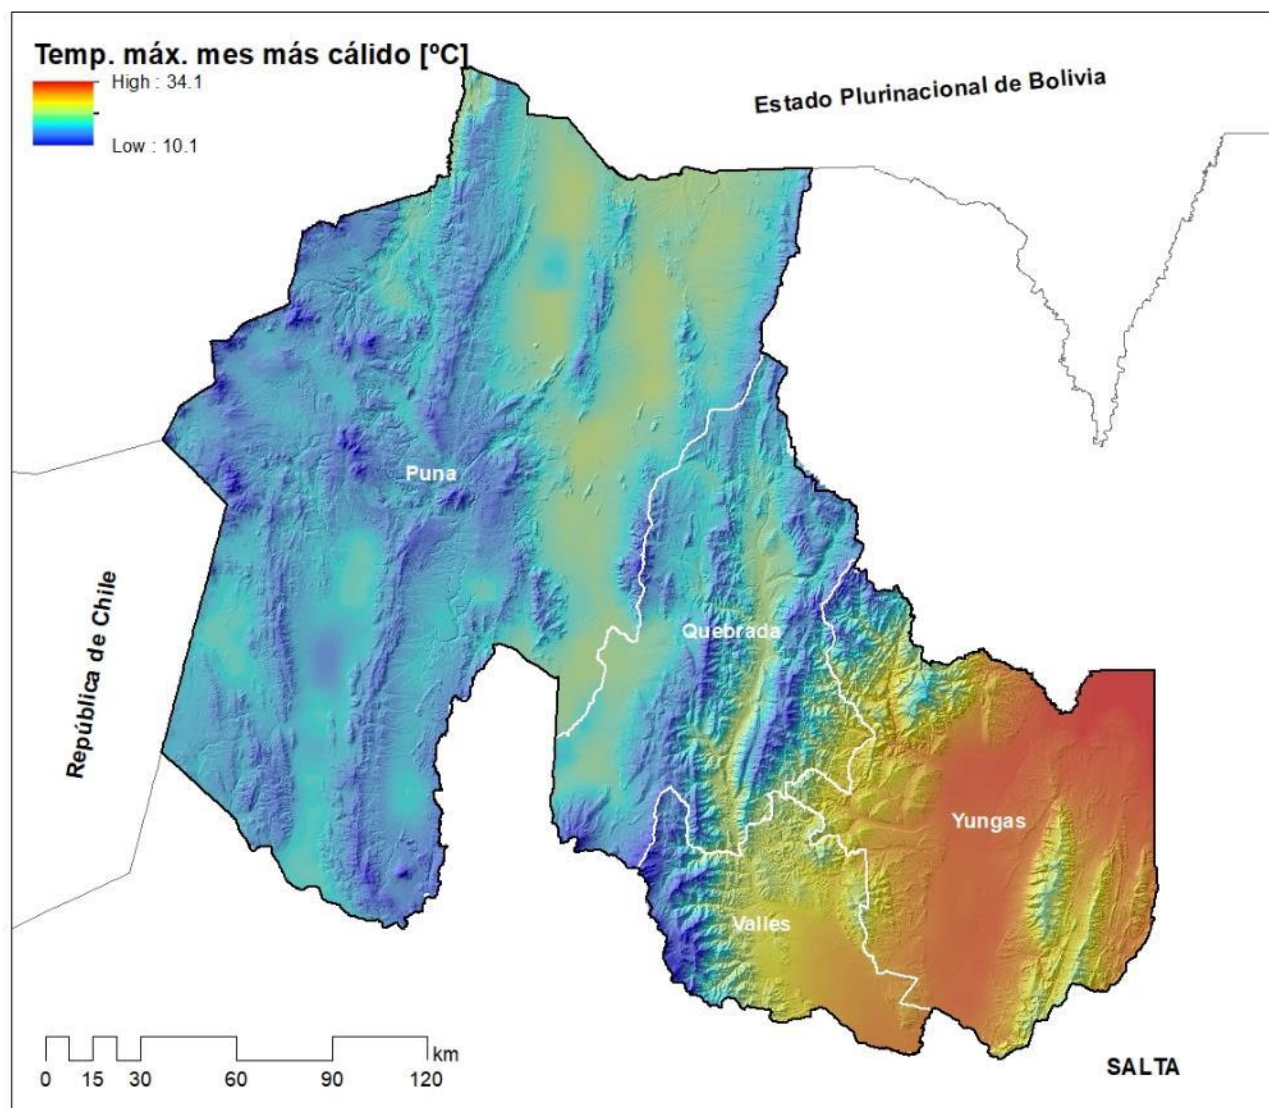 Temp. máx. mes más cálido [ºC]
High : 34.1
Low : 10.1
Estado Plurinacional de Bolivia
Puna
República de Chile
Quebrada
Yungas
Valles
km
0 15 30 60 90 120
SALTA